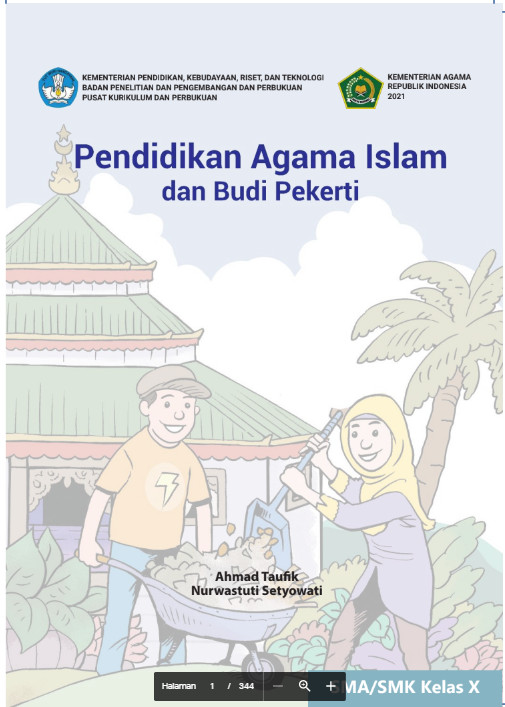 KEMENTERIAN PENDIDIKAN, KEBUDAYAAN, RISET, DAN TEKNOLOGI
BADAN PENELITIAN DAN PENGEMBANGAN DAN PERBUKUAN
PUSAT KURIKULUM DAN PERBUKUAN
KEMENTERIAN AGAMA
REPUBLIK INDONESIA
2021
Pendidikan Agama Islam
dan Budi Pekerti
Ahmad Taufik
Nurwastuti Setyowati
Halaman 1 / 344
SMA/SMK Kelas X